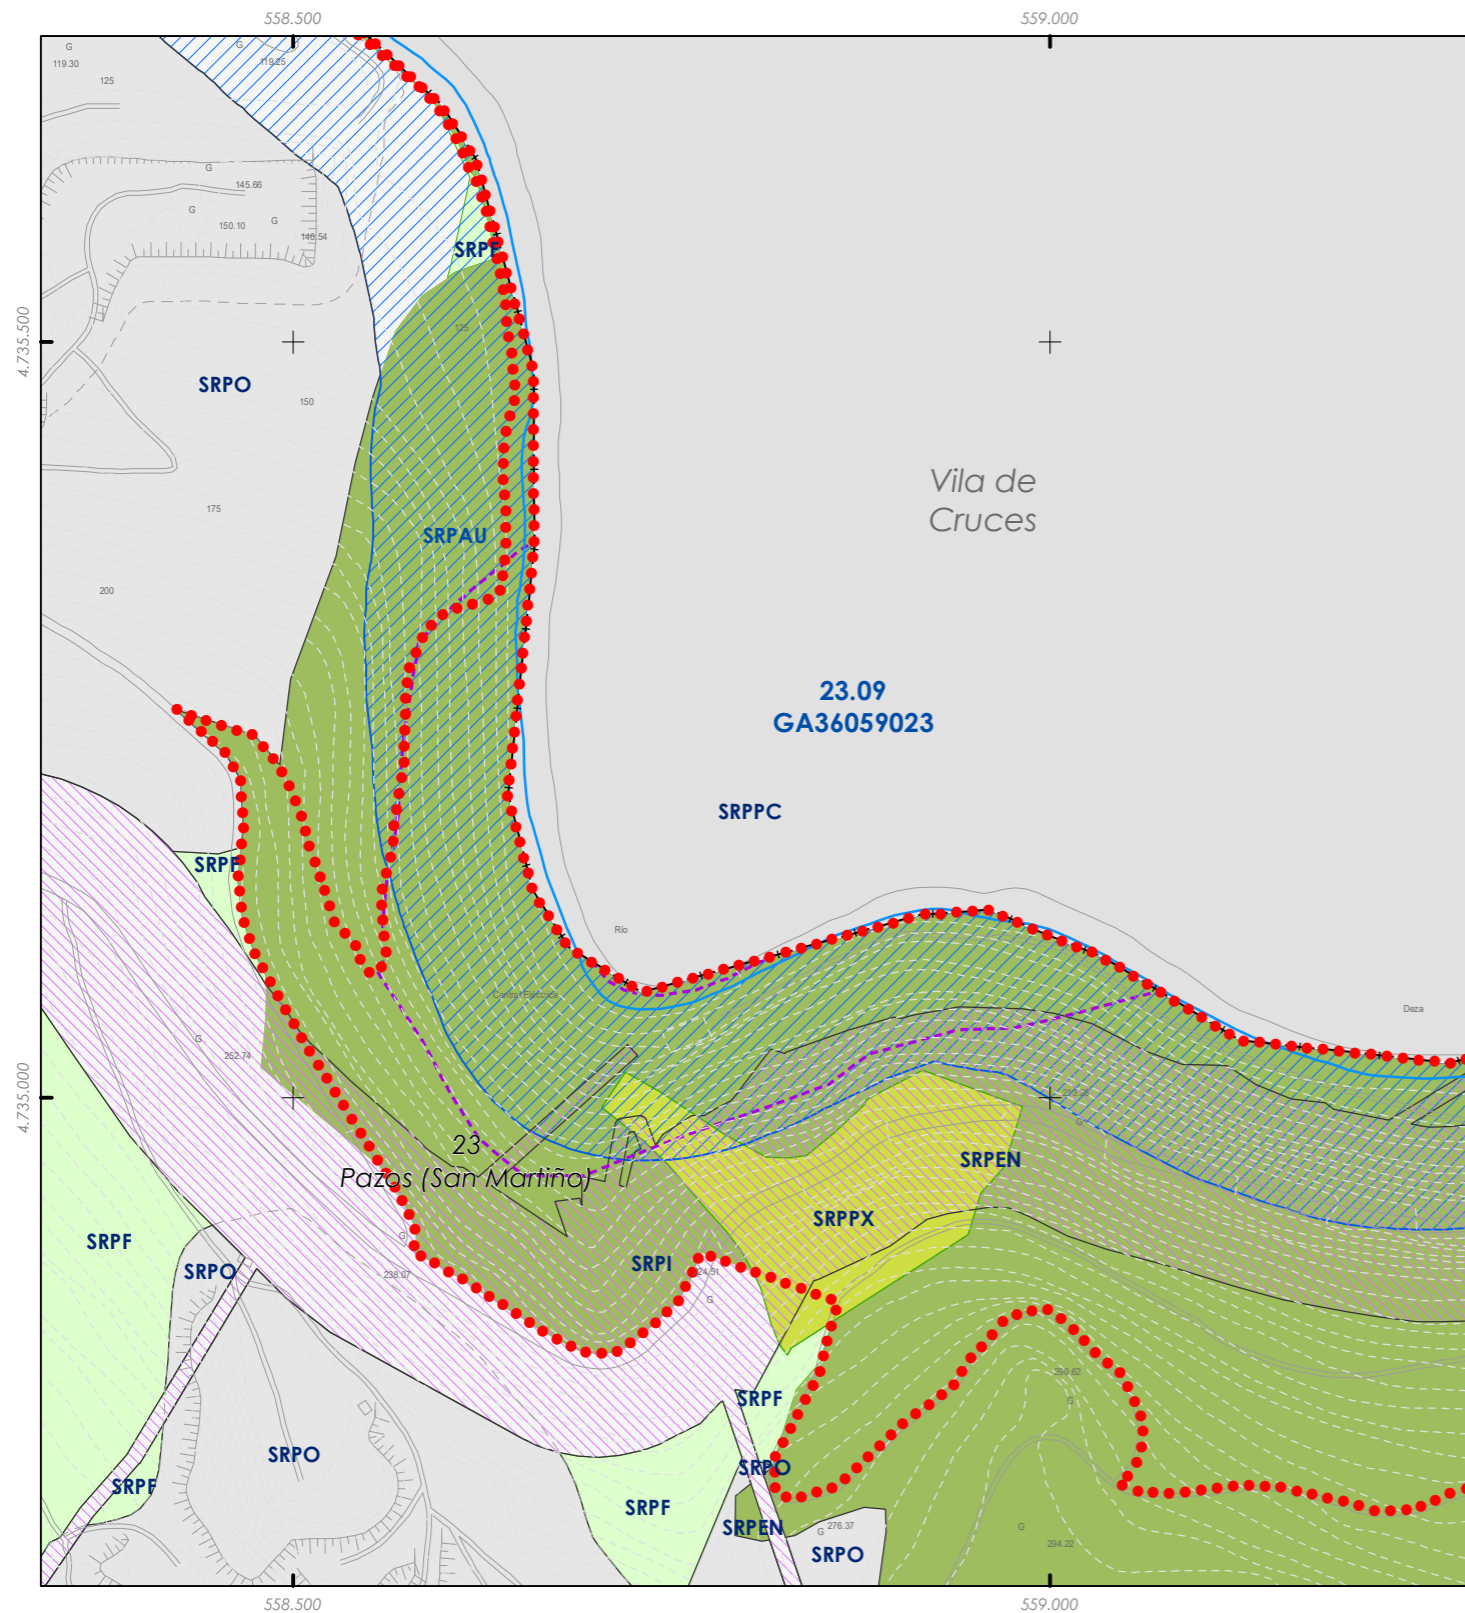 558.500
559.000
G
G
119.30
119.25
125
G
145.66
G
G
150.10
146.54
SRPF
4.735.500
125
SRPO
150
Vila de
Cruces
175
SRPAU
200
23.09
GA36059023
SRPPC
SRPF
Río
Central Eléctrica
Deza
G
252.74
4.735.000
G
23
Pazos (San Martiño)
SRPEN
SRPPX
G
SRPF
SRPI
SRPO
238.07
G
290.62
SRPF
G
SRPO
SRPO
SRPF
SRPF
SRPEN
G
276.37
G
294.22
SRPO
558.500
559.000